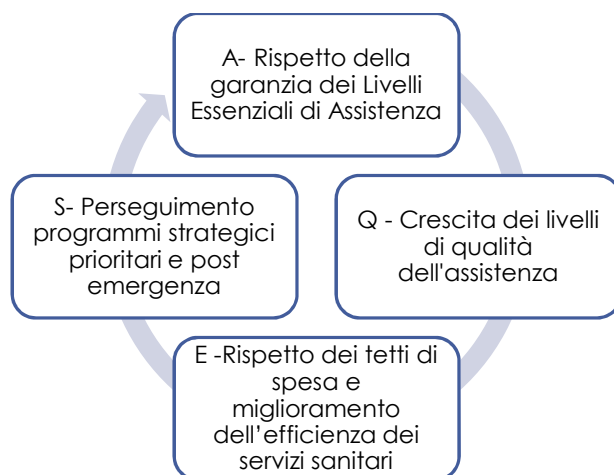 A- Rispetto della
garanzia dei Livelli
Essenziali di Assistenza
Q - Crescita dei livelli
di qualità
dell'assistenza
E -Rispetto dei tetti di
spesa e
miglioramento
dell’efficienza dei
servizi sanitari
S- Perseguimento
programmi strategici
prioritari e post
emergenza